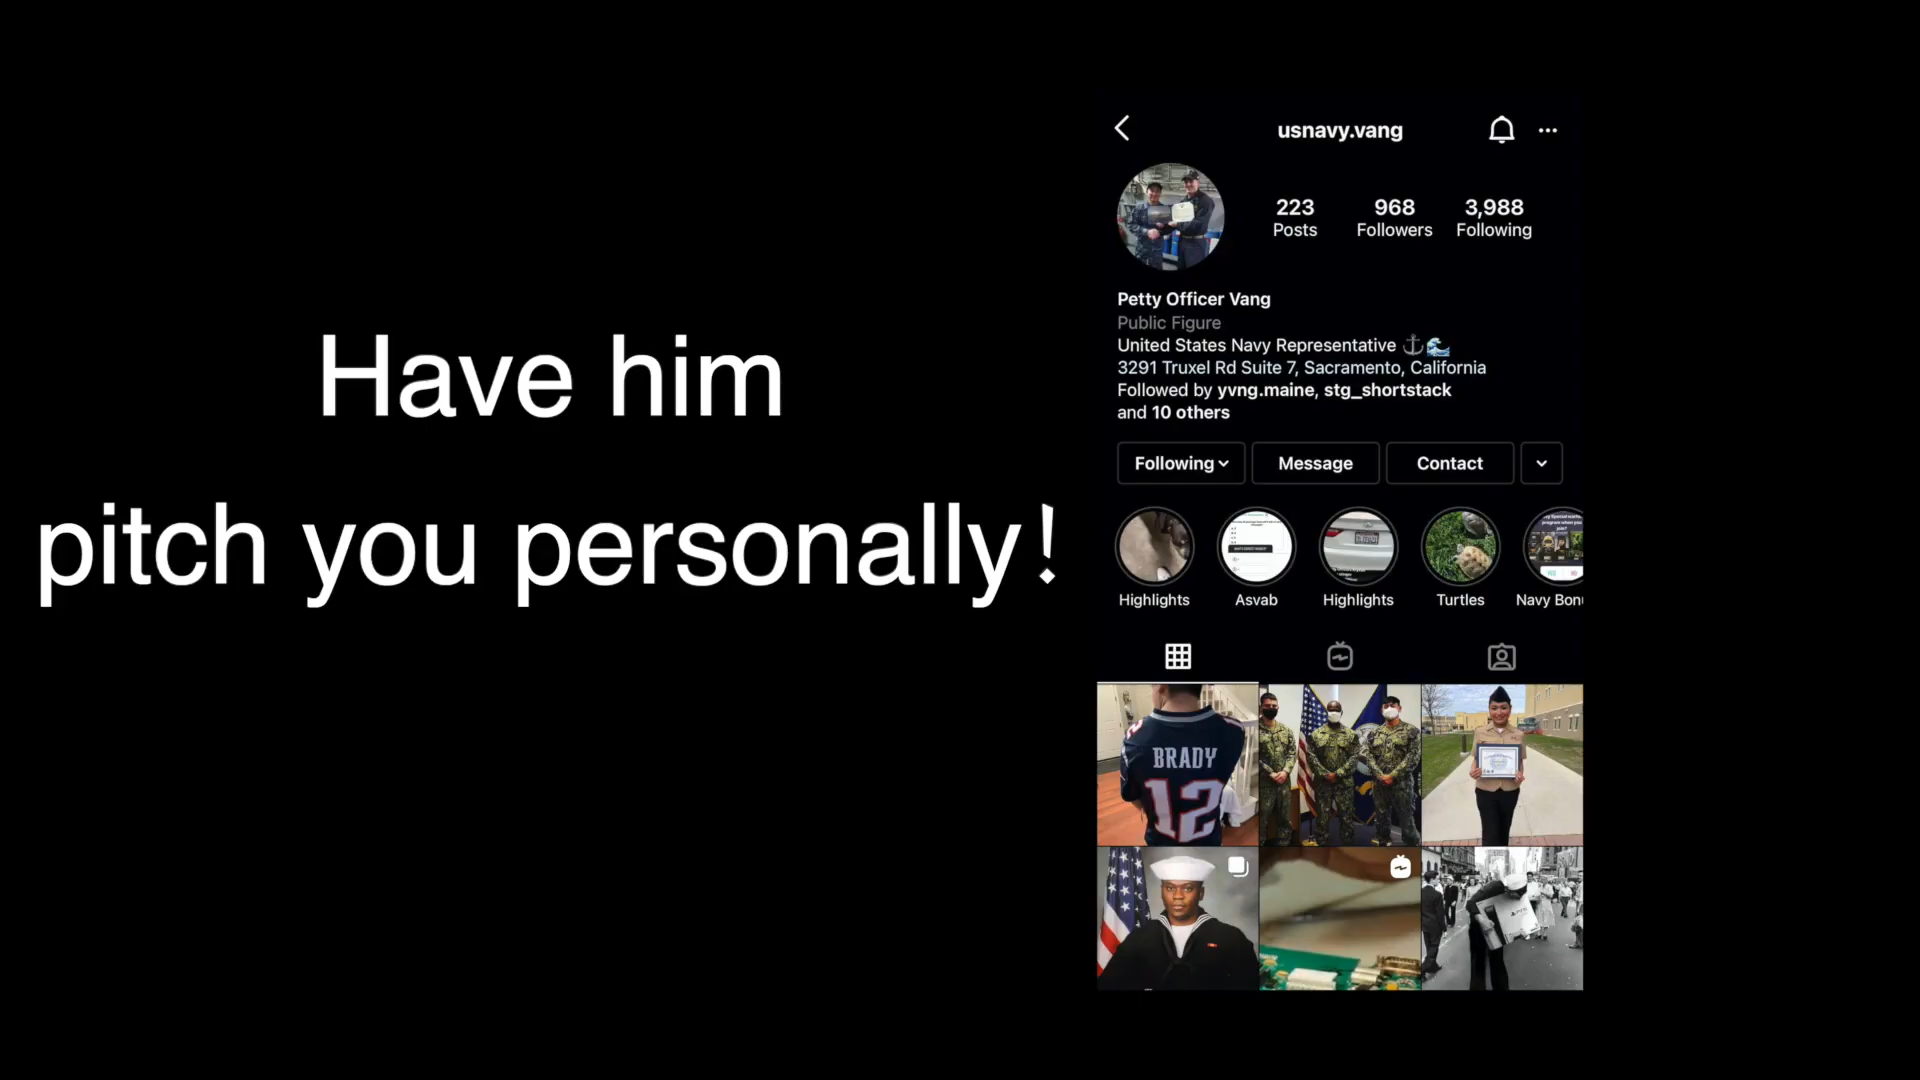 Have him
pitch you personally!
usnavy.vang
223
Posts
968
Followers
3,988
Following
Petty Officer Vang
Public Figure
United States Navy Representative ⚓🌊
3291 Truxel Rd Suite 7, Sacramento, California
Followed by yvng.maine, stg_shortstack
and 10 others
Following
Message
Contact
Highlights
Asvab
Highlights
Turtles
Navy Bon
BRADY
12